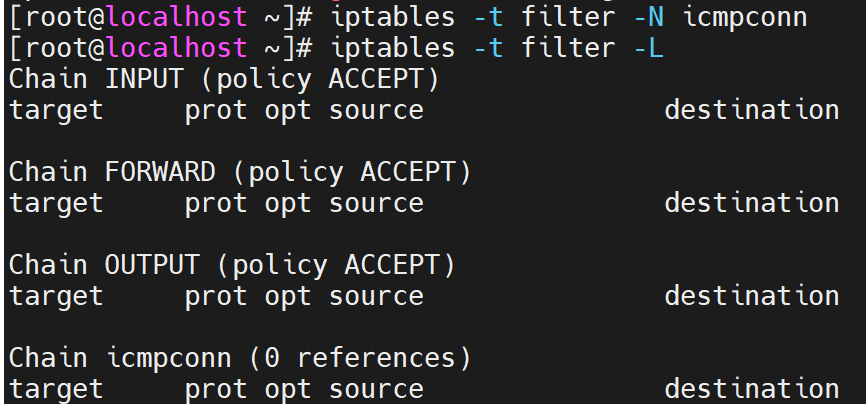 [root@localhost ~]# iptables -t filter -N icmpconn
[root@localhost ~]# iptables -t filter -L
Chain INPUT (policy ACCEPT)
target     prot opt source               destination

Chain FORWARD (policy ACCEPT)
target     prot opt source               destination

Chain OUTPUT (policy ACCEPT)
target     prot opt source               destination

Chain icmpconn (0 references)
target     prot opt source               destination